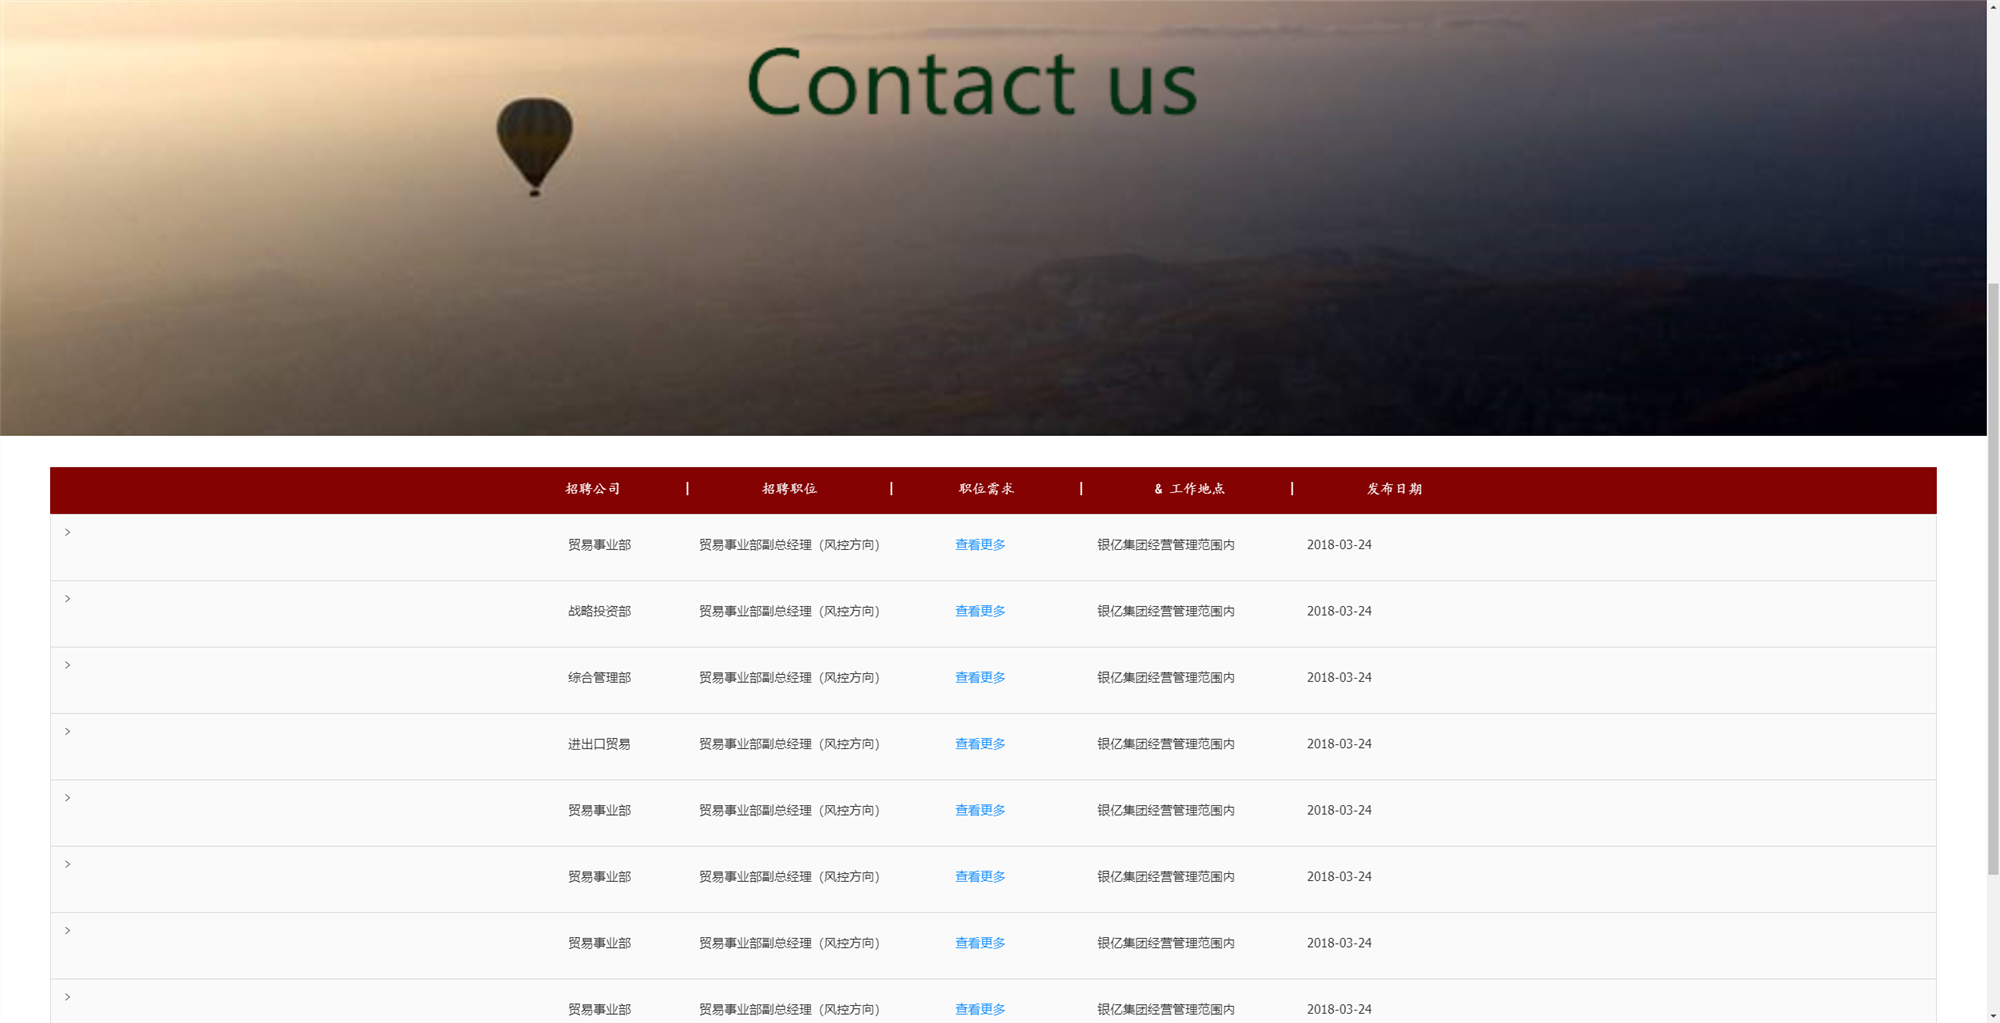 Contact us
招聘公司 | 招聘职位 | 职位需求 | & 工作地点 | 发布日期
> 贸易事业部 贸易事业部副总经理（风控方向） 查看更多 银亿集团经营管理范围内 2018-03-24
> 战略投资部 贸易事业部副总经理（风控方向） 查看更多 银亿集团经营管理范围内 2018-03-24
> 综合管理部 贸易事业部副总经理（风控方向） 查看更多 银亿集团经营管理范围内 2018-03-24
> 进出口贸易 贸易事业部副总经理（风控方向） 查看更多 银亿集团经营管理范围内 2018-03-24
> 贸易事业部 贸易事业部副总经理（风控方向） 查看更多 银亿集团经营管理范围内 2018-03-24
> 贸易事业部 贸易事业部副总经理（风控方向） 查看更多 银亿集团经营管理范围内 2018-03-24
> 贸易事业部 贸易事业部副总经理（风控方向） 查看更多 银亿集团经营管理范围内 2018-03-24
> 贸易事业部 贸易事业部副总经理（风控方向） 查看更多 银亿集团经营管理范围内 2018-03-24